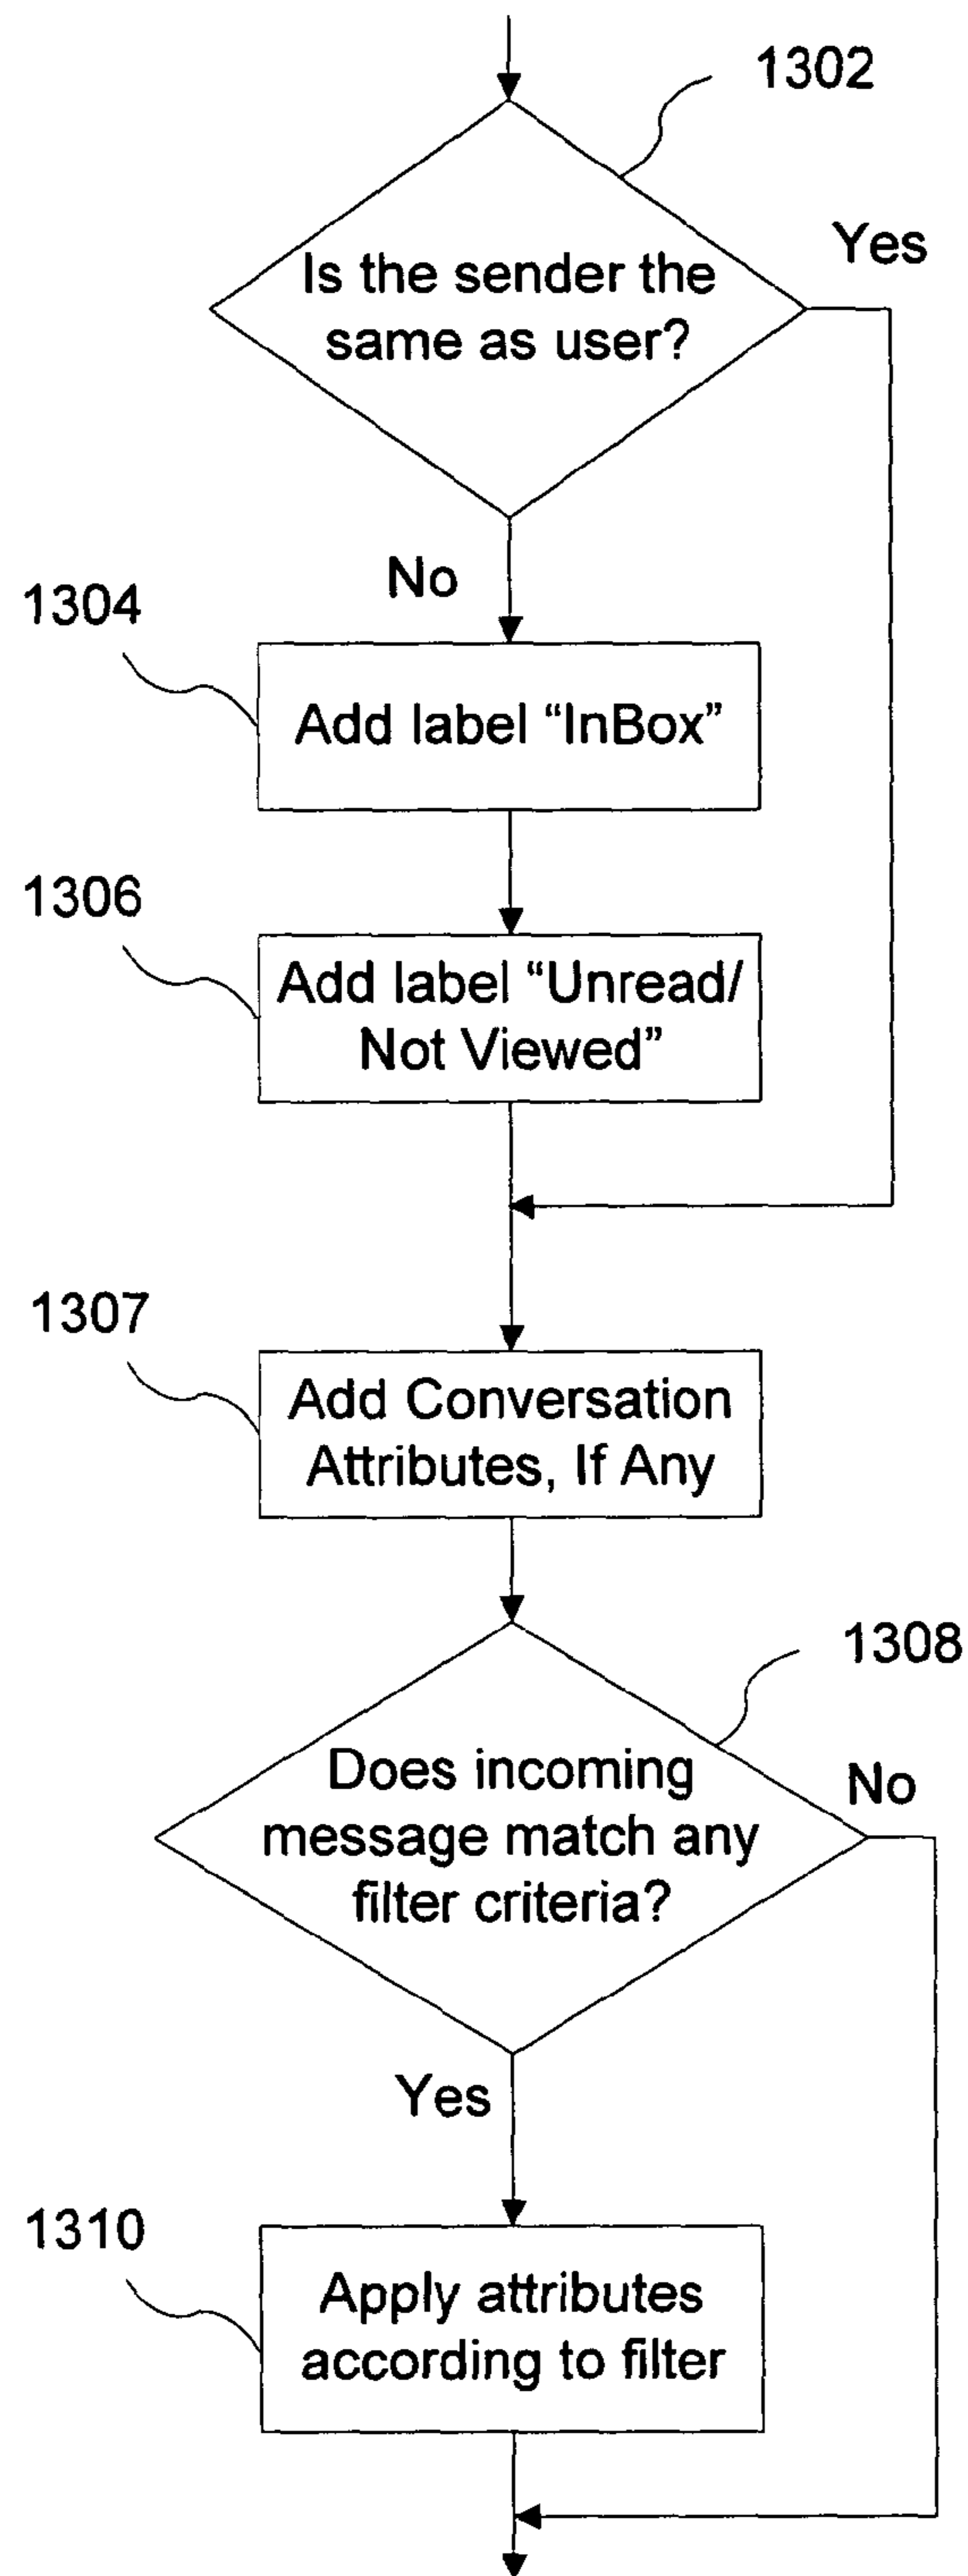 1302
Yes
Is the sender the
same as user?
No
1304
Add label “InBox”
1306
Add label “Unread/
Not Viewed”
1307
Add Conversation
Attributes, If Any
1308
No
Does incoming
message match any
filter criteria?
Yes
1310
Apply attributes
according to filter